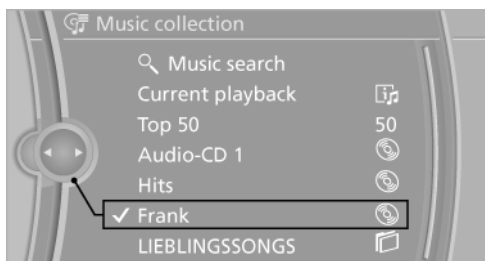 Music collection
Music search
Current playback
Top 50 50
Audio-CD 1
Hits
Frank
LIEBLINGSSONGS